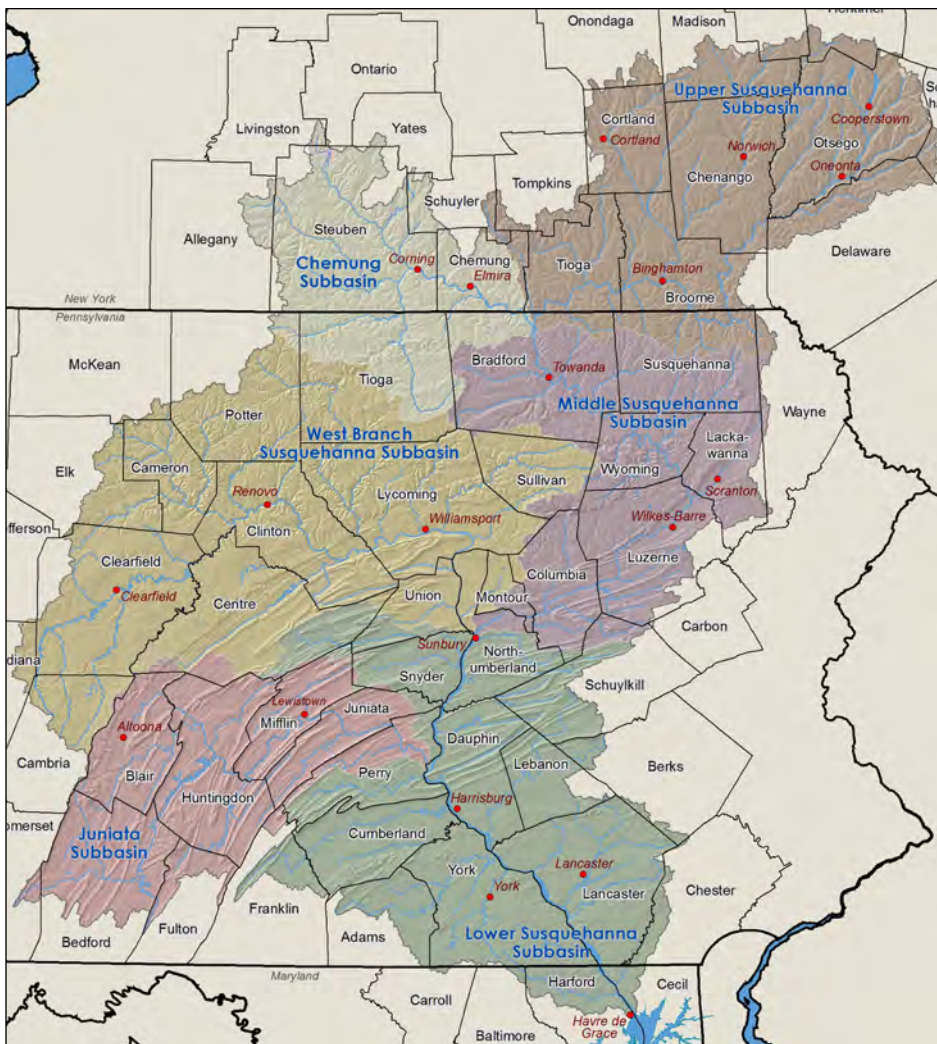 Onondaga
Madison
Ontario
Upper Susquehanna
Subbasin
Cortland
Cooperstown
Livingston
Yates
Cortland
Norwich
Otsego
Oneonta
Chenango
Tompkins
Schuyler
Allegany
Steuben
Delaware
Corning
Chemung
Tioga
Binghamton
Chemung
Subbasin
Elmira
Broome
New York
Pennsylvania
McKean
Bradford
Susquehanna
Towanda
Tioga
Middle Susquehanna
Subbasin
Wayne
Potter
West Branch
Susquehanna Subbasin
Lacka-
wanna
Elk
Cameron
Wyoming
Sullivan
Renovo
Lycoming
Scranton
Williamsport
Wilkes-Barre
Clinton
Clearfield
Luzerne
Columbia
Clearfield
Centre
Union
Montour
Carbon
Sunbury
North-
umberland
Snyder
Schuylkill
Lewistown
Juniata
Altoona
Mifflin
Dauphin
Cambria
Blair
Perry
Lebanon
Berks
Huntingdon
Harrisburg
Juniata
Subbasin
Cumberland
York
Lancaster
York
Lancaster
Chester
Franklin
Fulton
Bedford
Adams
Lower Susquehanna
Subbasin
Maryland
Harford
Cecil
Carroll
Havre de
Grace
Baltimore